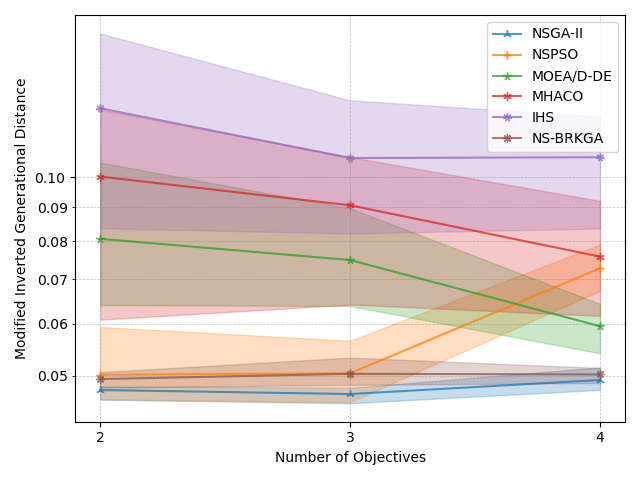 NSGA-II
NSPSO
MOEA/D-DE
MHACO
IHS
NS-BRKGA
Modified Inverted Generational Distance
0.10
0.09
0.08
0.07
0.06
0.05
2
3
4
Number of Objectives